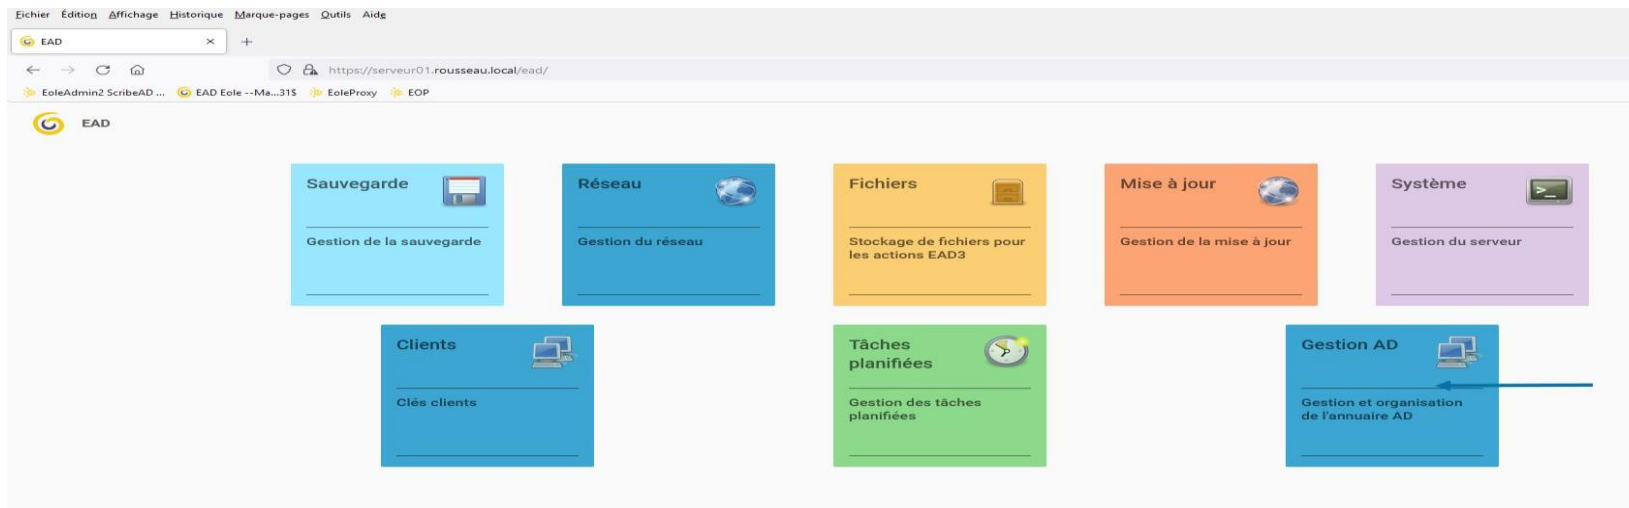 Fichier Édition Affichage Historique Marque-pages Outils Aide
EAD × +
https://serveur01.rousseau.local/ead/
EoleAdmin2 ScribeAD ... EAD Eole --Ma...31$ EoleProxy EOP
EAD
Sauvegarde
Gestion de la sauvegarde
Réseau
Gestion du réseau
Fichiers
Stockage de fichiers pour
les actions EAD3
Mise à jour
Gestion de la mise à jour
Système
>_
Gestion du serveur
Clients
Clés clients
Tâches
planifiées
Gestion des tâches
planifiées
Gestion AD
Gestion et organisation
de l'annuaire AD